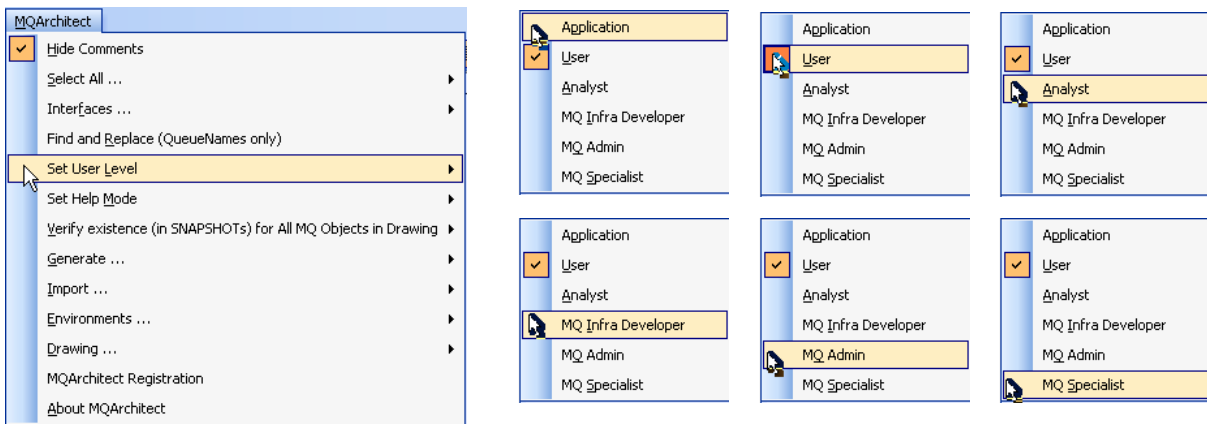 MQArchitect
Hide Comments
Select All ...
Interfaces ...
Find and Replace (QueueNames only)
Set User Level
Set Help Mode
Verify existence (in SNAPSHOTs) for All MQ Objects in Drawing
Generate ...
Import ...
Environments ...
Drawing ...
MQArchitect Registration
About MQArchitect
Application
User
Analyst
MQ Infra Developer
MQ Admin
MQ Specialist
Application
User
Analyst
MQ Infra Developer
MQ Admin
MQ Specialist
Application
User
Analyst
MQ Infra Developer
MQ Admin
MQ Specialist
Application
User
Analyst
MQ Infra Developer
MQ Admin
MQ Specialist
Application
User
Analyst
MQ Infra Developer
MQ Admin
MQ Specialist
Application
User
Analyst
MQ Infra Developer
MQ Admin
MQ Specialist